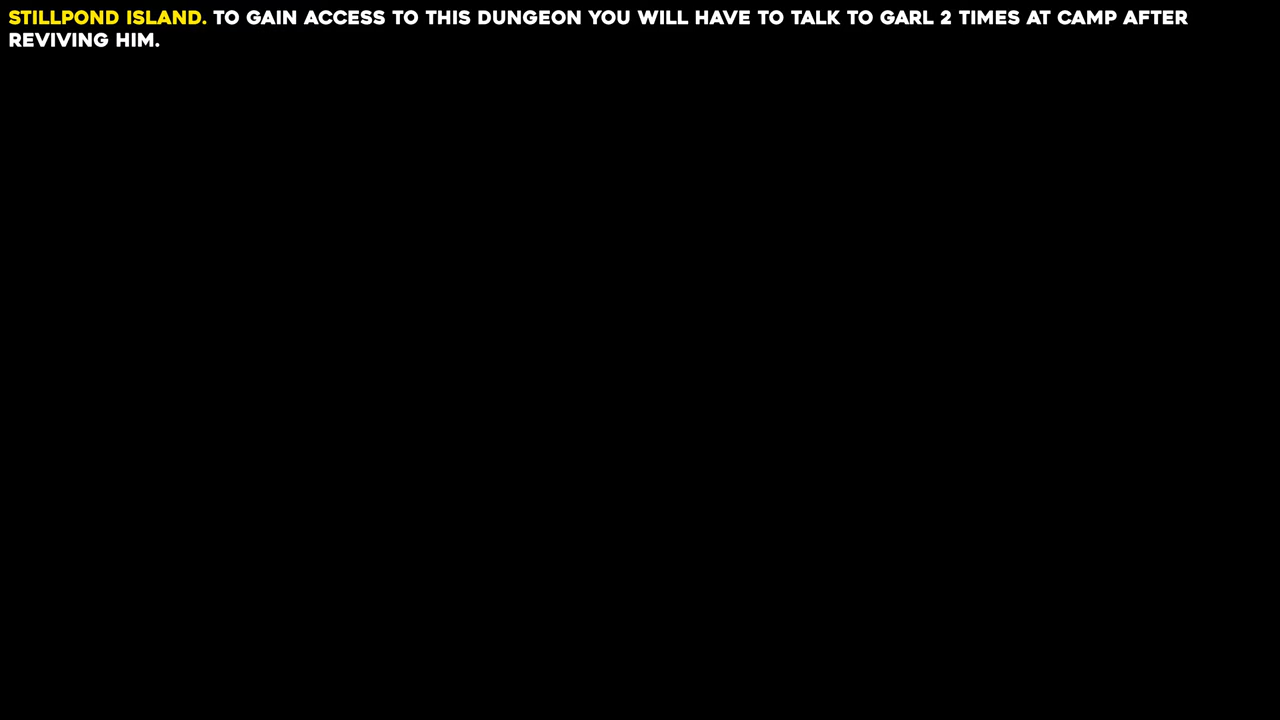 STILLPOND ISLAND. TO GAIN ACCESS TO THIS DUNGEON YOU WILL HAVE TO TALK TO GARL 2 TIMES AT CAMP AFTER
REVIVING HIM.